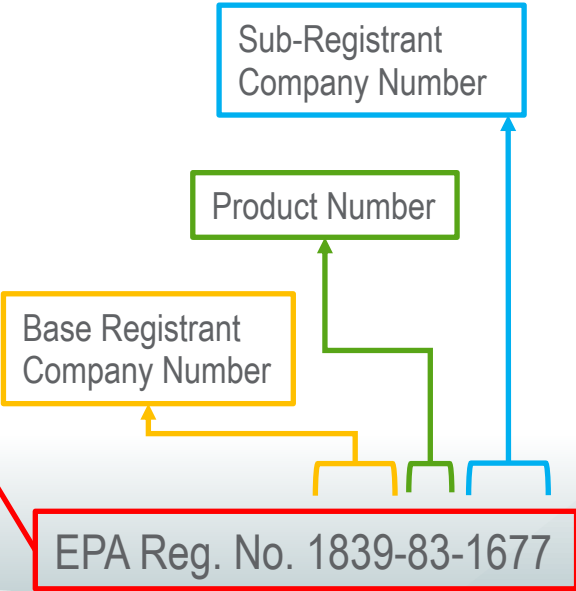 Sub-Registrant
Company Number
Product Number
Base Registrant
Company Number
EPA Reg. No. 1839-83-1677